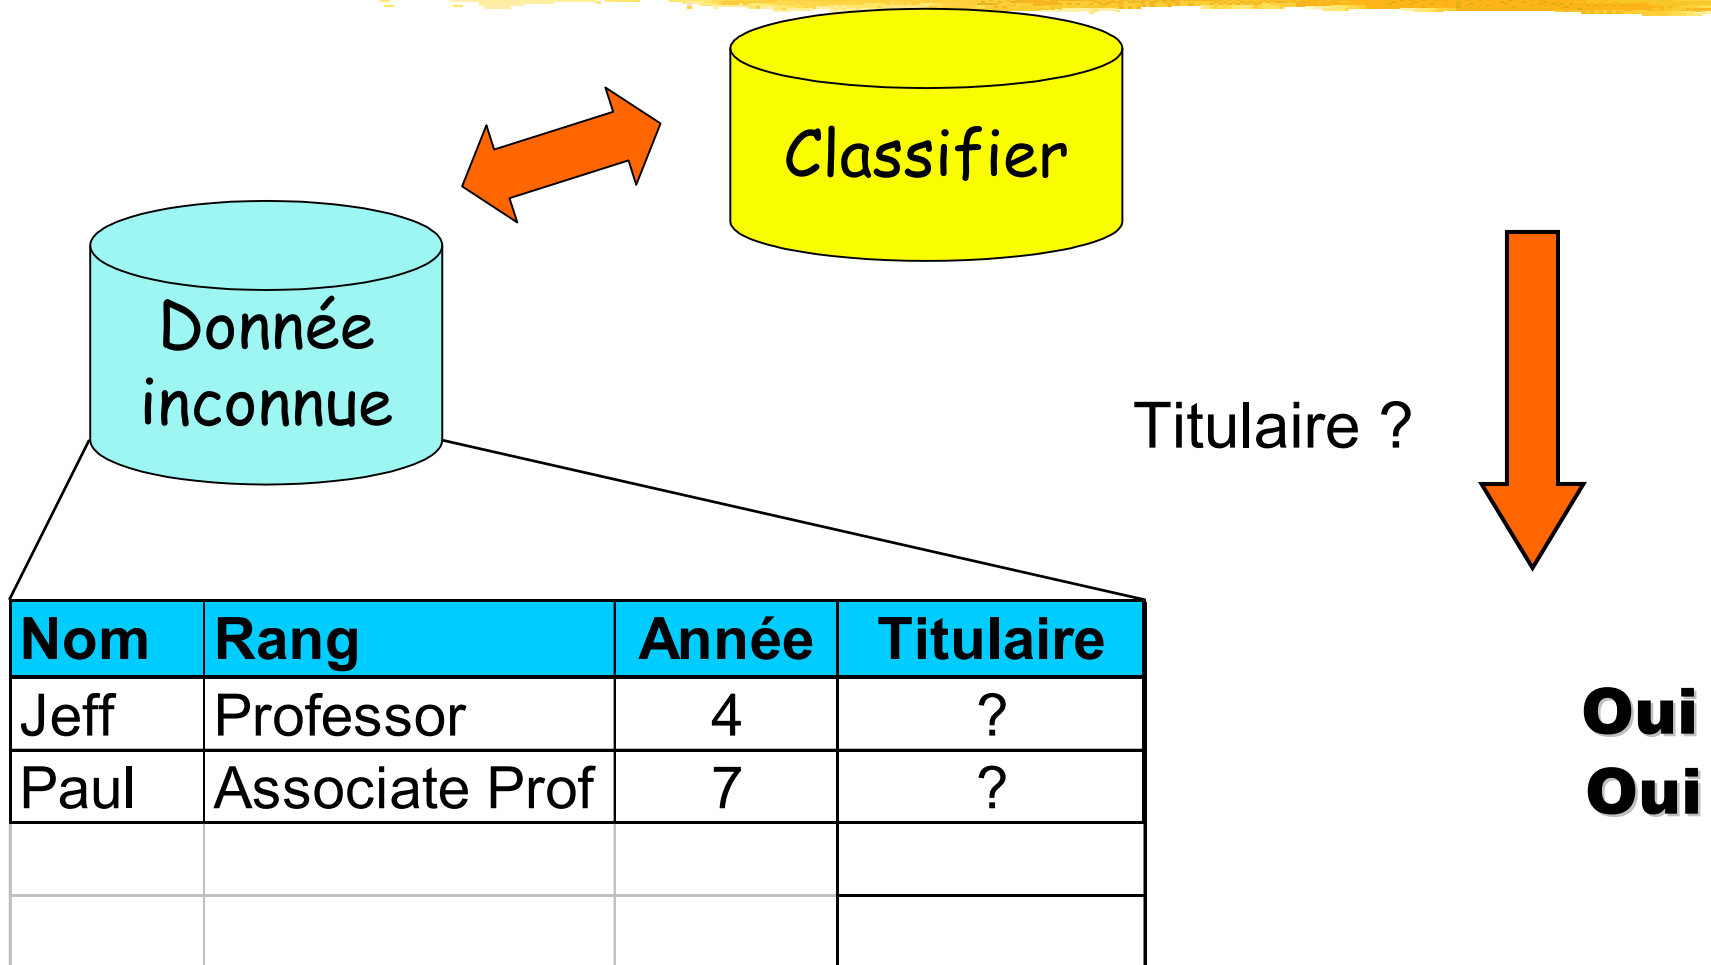 Classifier
Donnée
inconnue
Titulaire ?
Nom Rang Année Titulaire
Jeff Professor 4 ? Oui
Paul Associate Prof 7 ? Oui